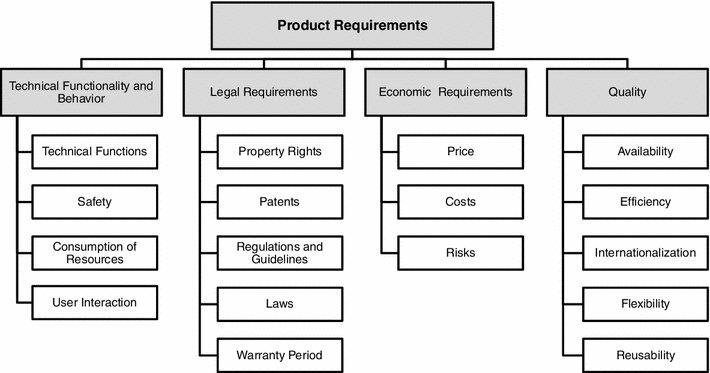 Product Requirements
Technical Functionality and
Behavior
Technical Functions
Safety
Consumption of
Resources
User Interaction
Legal Requirements
Property Rights
Patents
Regulations and
Guidelines
Laws
Warranty Period
Economic Requirements
Price
Costs
Risks
Quality
Availability
Efficiency
Internationalization
Flexibility
Reusability